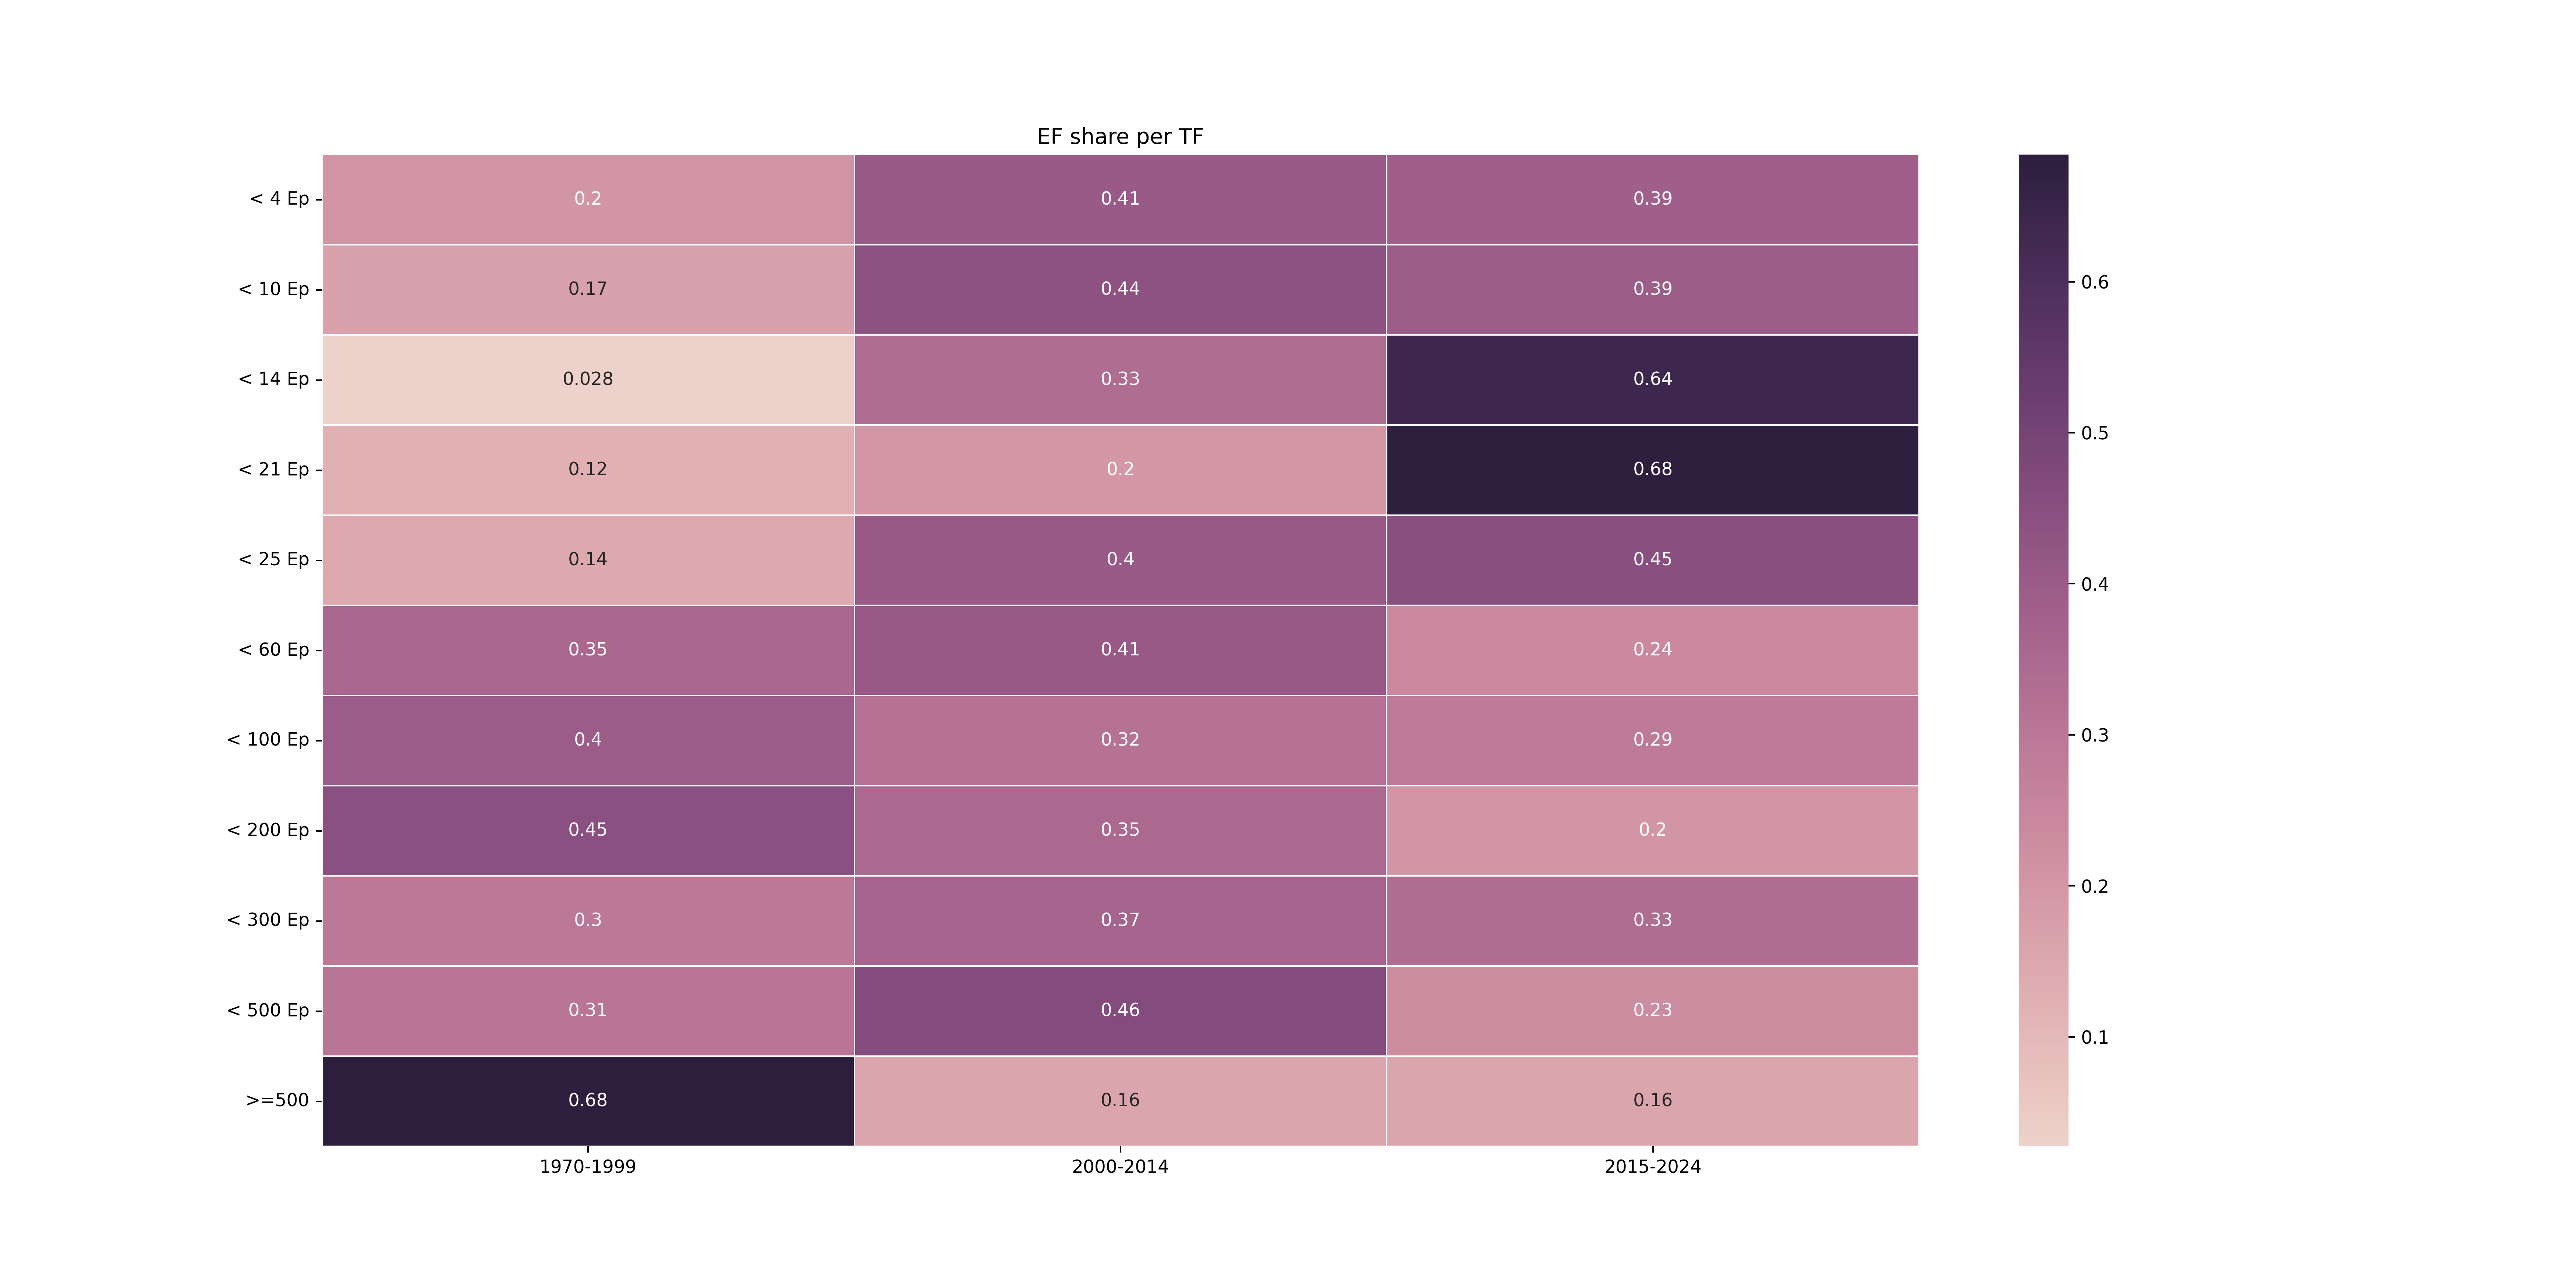 EF share per TF
< 4 Ep 0.2 0.41 0.39
< 10 Ep 0.17 0.44 0.39
< 14 Ep 0.028 0.33 0.64
< 21 Ep 0.12 0.2 0.68
< 25 Ep 0.14 0.4 0.45
< 60 Ep 0.35 0.41 0.24
< 100 Ep 0.4 0.32 0.29
< 200 Ep 0.45 0.35 0.2
< 300 Ep 0.3 0.37 0.33
< 500 Ep 0.31 0.46 0.23
>=500 0.68 0.16 0.16
1970-1999 2000-2014 2015-2024
0.6
0.5
0.4
0.3
0.2
0.1